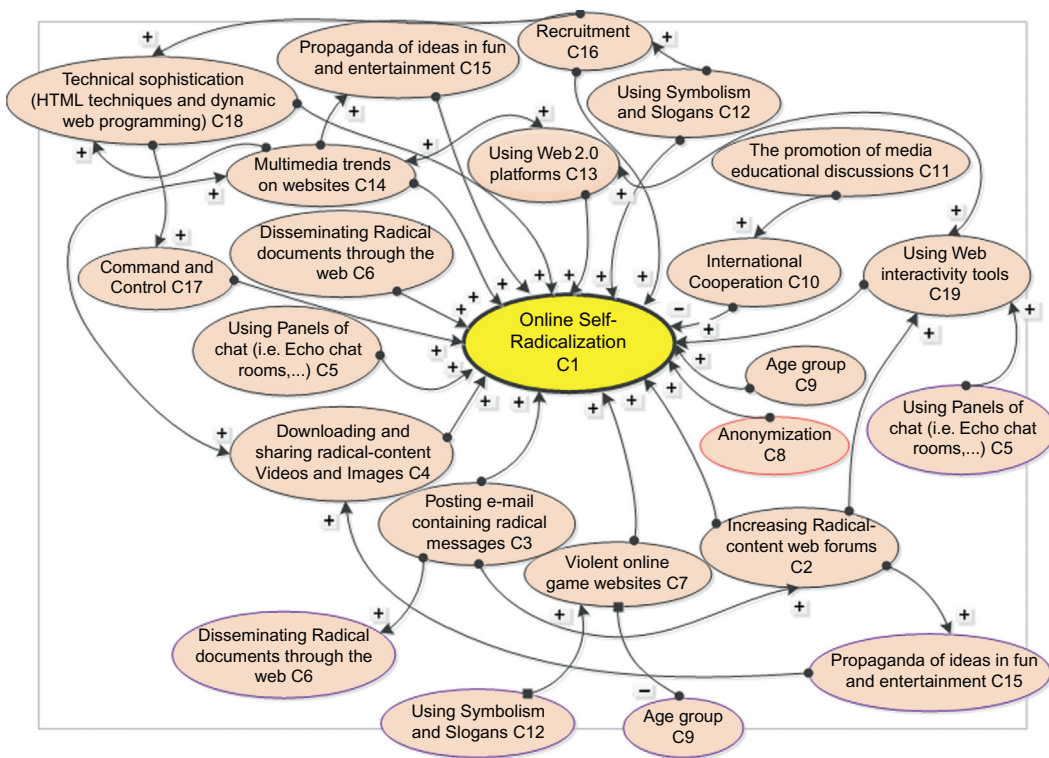 Recruitment
C16
Propaganda of ideas in fun
and entertainment C15
Technical sophistication
(HTML techniques and dynamic
web programming) C18
Using Symbolism
and Slogans C12
Multimedia trends
on websites C14
Using Web 2.0
platforms C13
The promotion of media
educational discussions C11
Disseminating Radical
documents through the
web C6
Command and
Control C17
International
Cooperation C10
Using Web
interactivity tools
C19
Online Self-
Radicalization
C1
Using Panels of
chat (i.e. Echo chat
rooms,...) C5
Age group
C9
Using Panels of
chat (i.e. Echo chat
rooms,...) C5
Anonymization
C8
Downloading and
sharing radical-content
Videos and Images C4
Posting e-mail
containing radical
messages C3
Violent online
game websites C7
Increasing Radical-
content web forums
C2
Disseminating Radical
documents through the
web C6
Propaganda of ideas in fun
and entertainment C15
Using Symbolism
and Slogans C12
Age group
C9